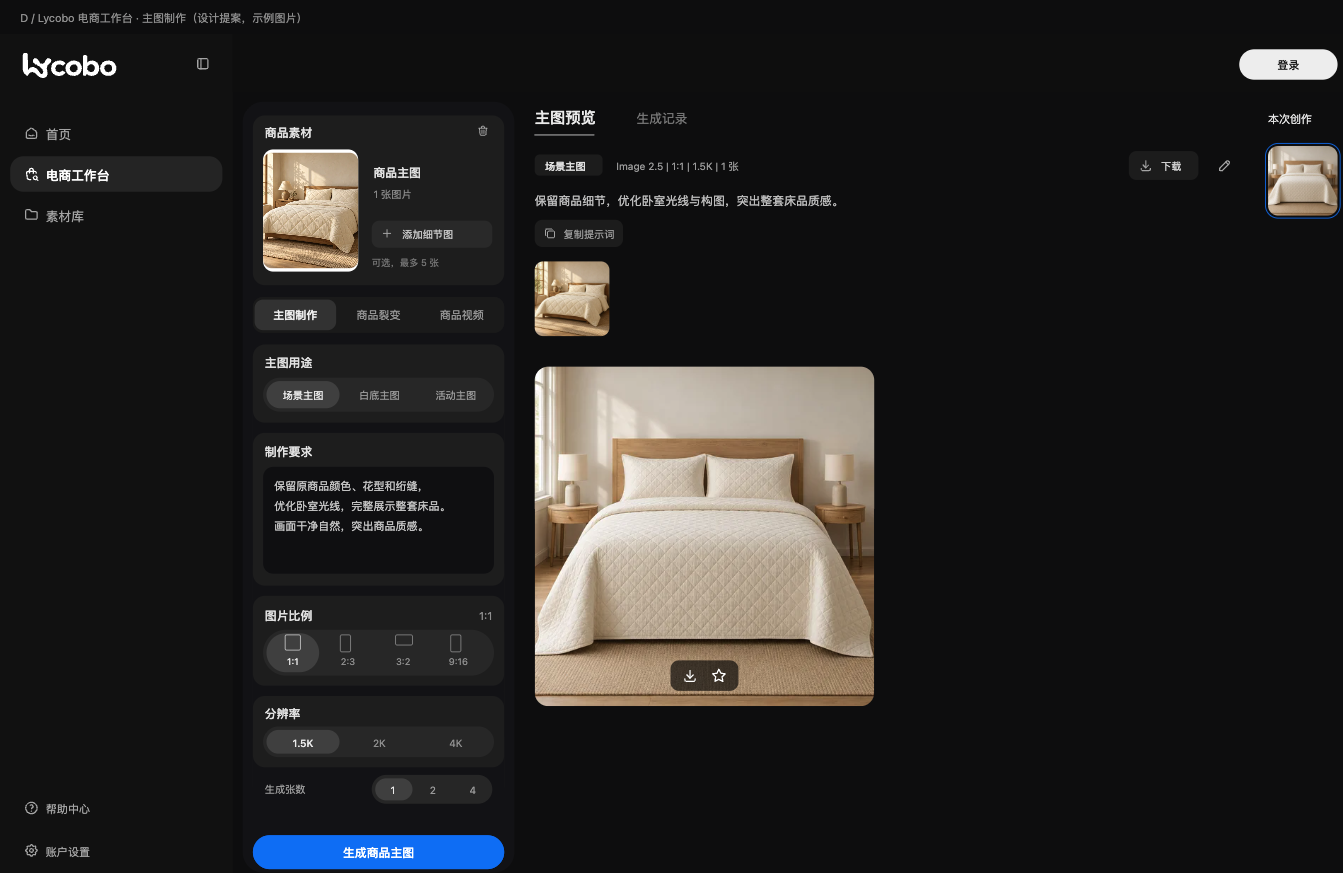 D / Lycobo 电商工作台 · 主图制作（设计提案，示例图片）
Lycobo
登录
首页
电商工作台
素材库
帮助中心
账户设置
商品素材
商品主图
1 张图片
添加细节图
可选，最多 5 张
主图制作 商品裂变 商品视频
主图用途
场景主图 白底主图 活动主图
制作要求
保留原商品颜色、花型和绗缝，
优化卧室光线，完整展示整套床品。
画面干净自然，突出商品质感。
图片比例 1:1
1:1 2:3 3:2 9:16
分辨率
1.5K 2K 4K
生成张数 1 2 4
生成商品主图
主图预览 生成记录
场景主图 Image 2.5 | 1:1 | 1.5K | 1 张
下载
保留商品细节，优化卧室光线与构图，突出整套床品质感。
复制提示词
本次创作